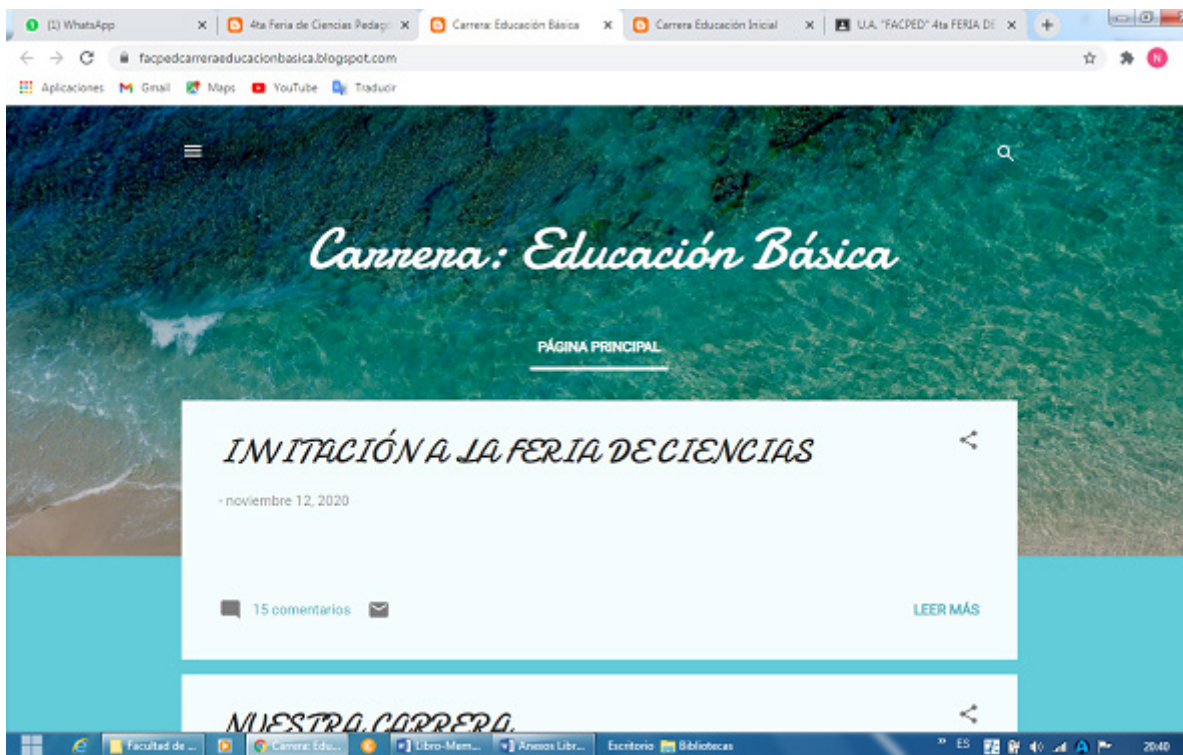 (1) WhatsApp
4ta Feria de Ciencias Pedag
Carrera: Educación Básica
Carrera Educación Inicial
U.A. "FACPED" 4ta FERIA DE
facpedcarreraeducacionbasica.blogspot.com
N
Aplicaciones Gmail Maps YouTube Traducir
Carrera: Educación Básica
PÁGINA PRINCIPAL
INVITACIÓN A LA FERIA DE CIENCIAS
- noviembre 12, 2020
15 comentarios
LEER MÁS
NUESTRA CARRERA
Facultad de ... Carrera: Edu... Libro-Mem... Anexos Libr... Escritorio Bibliotecas ES 20:40